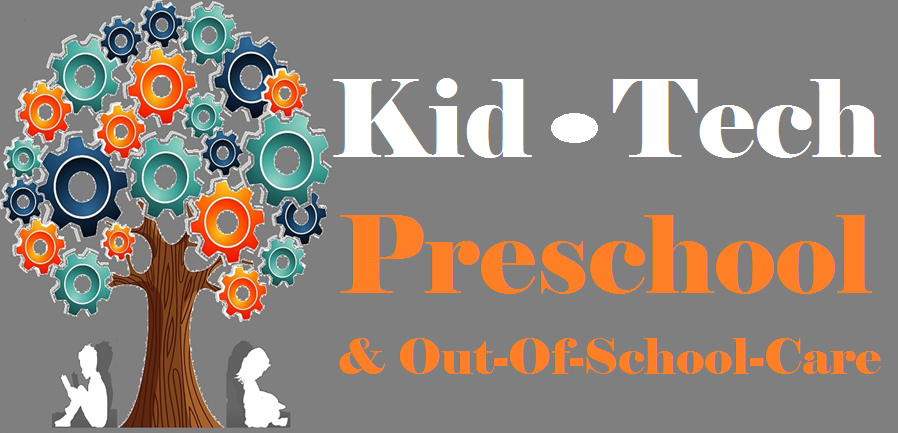 Kid • Tech
Preschool
& Out-Of-School-Care